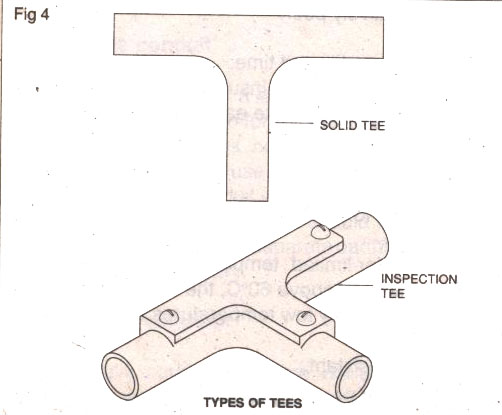 Fig 4
SOLID TEE
INSPECTION
TEE
TYPES OF TEES